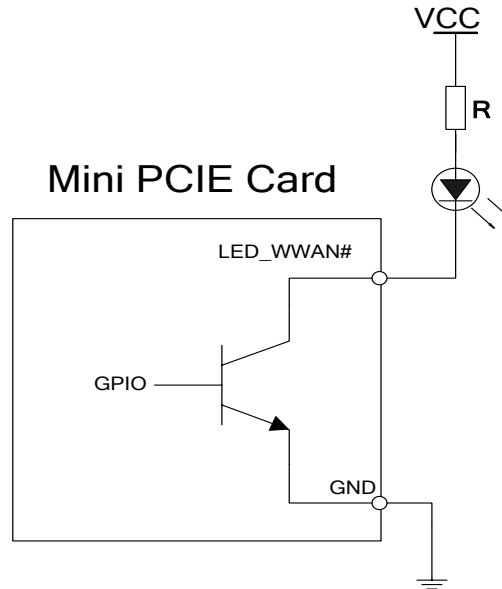 VCC
R
Mini PCIE Card
LED_WWAN#
GPIO
GND